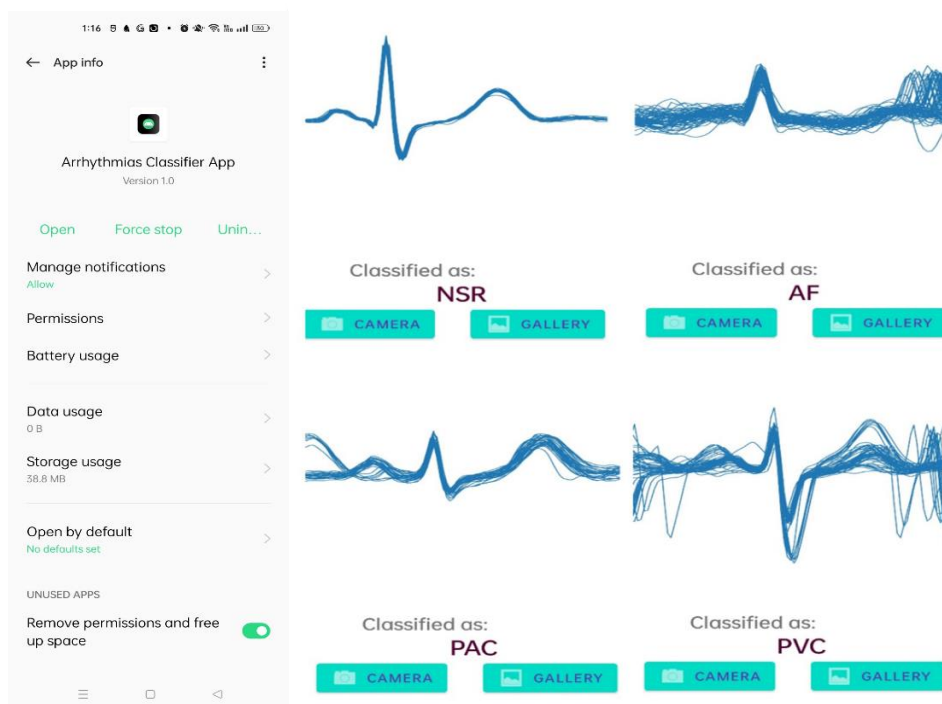 1:16
App info
Arrhythmias Classifier App
Version 1.0
Open Force stop Unin...
Manage notifications
Allow
Permissions
Battery usage
Data usage
0 B
Storage usage
38.8 MB
Open by default
No defaults set
UNUSED APPS
Remove permissions and free
up space
Classified as:
NSR
CAMERA GALLERY
Classified as:
AF
CAMERA GALLERY
Classified as:
PAC
CAMERA GALLERY
Classified as:
PVC
CAMERA GALLERY